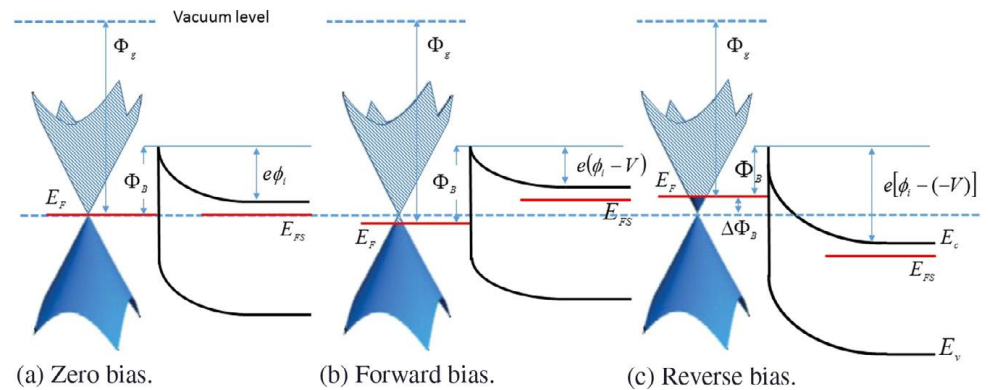 Vacuum level
Φg
Φg
Φg
ΦB
eϕi
EF
EFS
ΦB
e(ϕi – V)
EF
EFS
ΦB
e[ϕi – (–V)]
EF
ΔΦB
Ec
EFS
Ev
(a) Zero bias.
(b) Forward bias.
(c) Reverse bias.